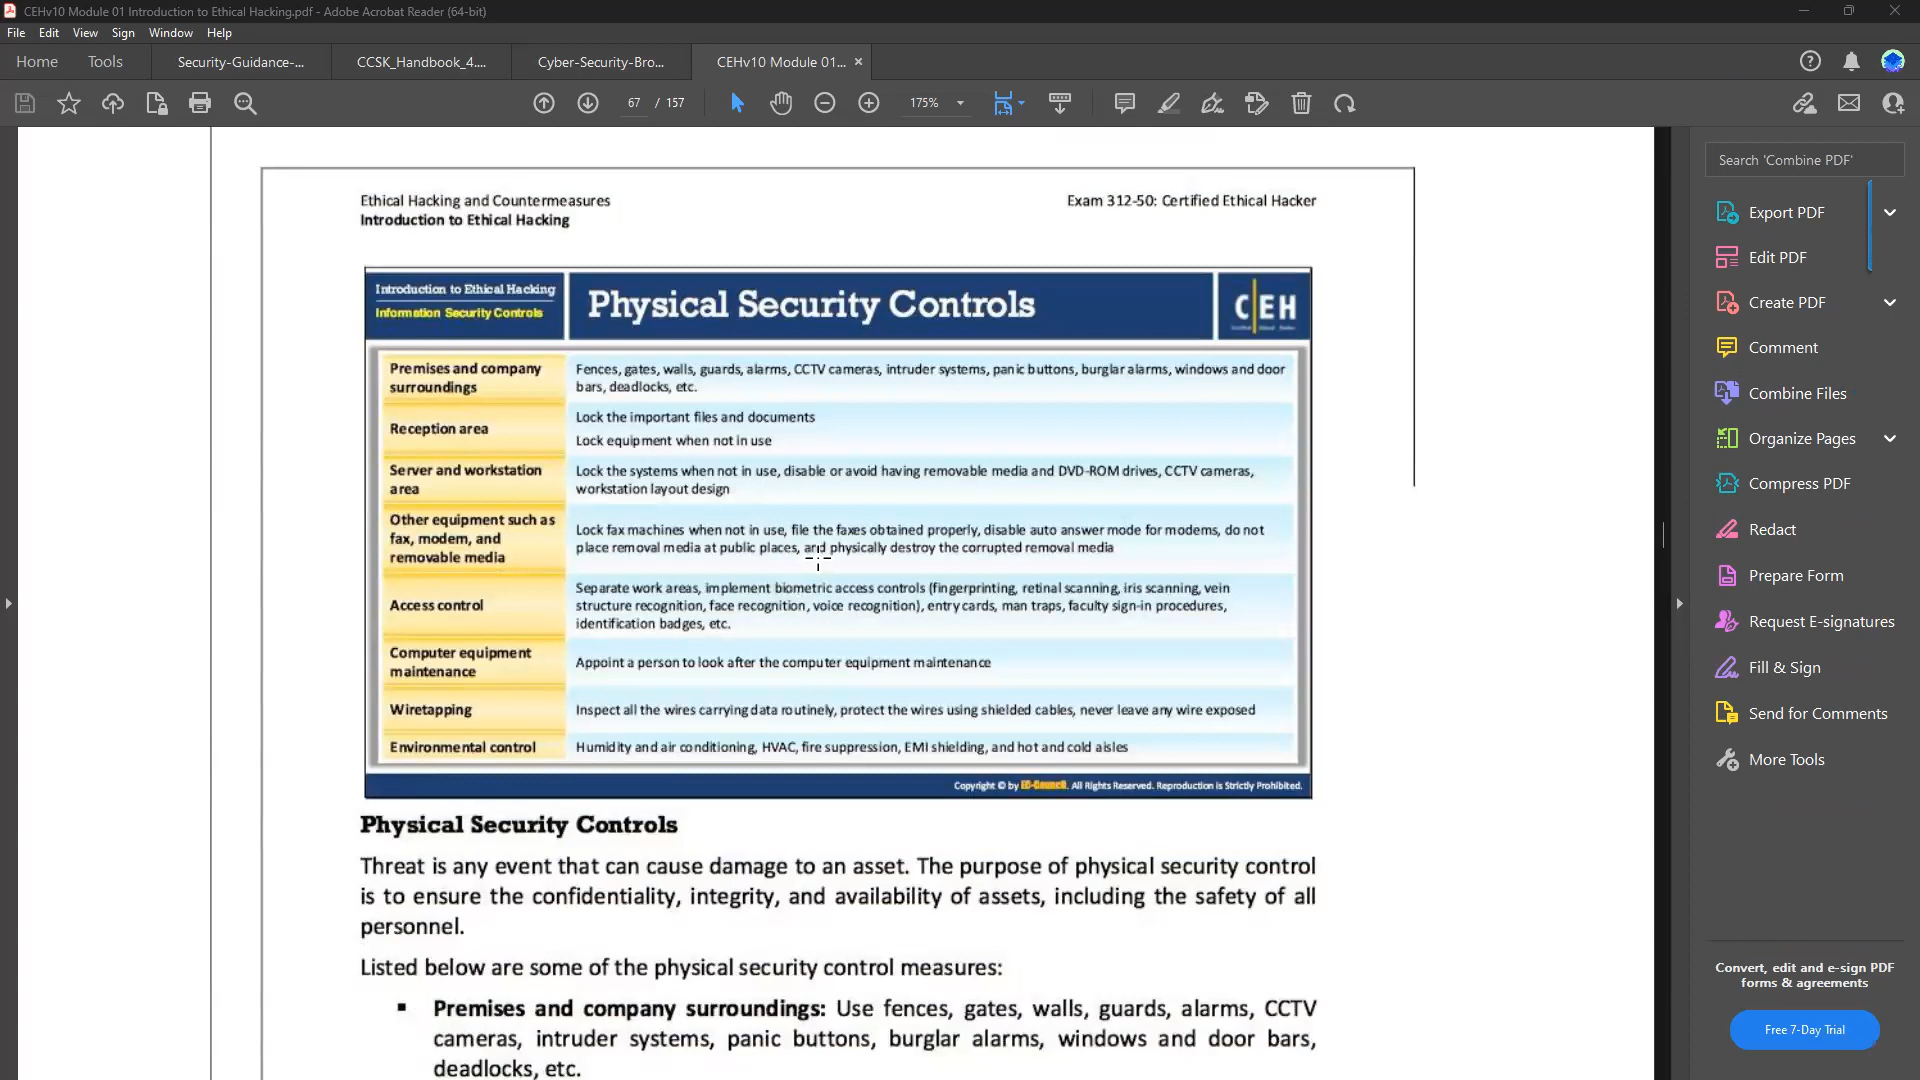 CEHv10 Module 01 Introduction to Ethical Hacking.pdf - Adobe Acrobat Reader (64-bit)
File Edit View Sign Window Help
Home Tools Security-Guidance-... CCSK_Handbook_4.... Cyber-Security-Bro... CEHv10 Module 01...
67 / 157 175%
Search 'Combine PDF'
Export PDF
Edit PDF
Create PDF
Comment
Combine Files
Organize Pages
Compress PDF
Redact
Prepare Form
Request E-signatures
Fill & Sign
Send for Comments
More Tools
Convert, edit and e-sign PDF
forms & agreements
Free 7-Day Trial
Ethical Hacking and Countermeasures Exam 312-50: Certified Ethical Hacker
Introduction to Ethical Hacking
Introduction to Ethical Hacking
Information Security Controls
Physical Security Controls
CEH
Premises and company
surroundings
Fences, gates, walls, guards, alarms, CCTV cameras, intruder systems, panic buttons, burglar alarms, windows and door
bars, deadlocks, etc.
Reception area
Lock the important files and documents
Lock equipment when not in use
Server and workstation
area
Lock the systems when not in use, disable or avoid having removable media and DVD-ROM drives, CCTV cameras,
workstation layout design
Other equipment such as
fax, modem, and
removable media
Lock fax machines when not in use, file the faxes obtained properly, disable auto answer mode for modems, do not
place removal media at public places, and physically destroy the corrupted removal media
Access control
Separate work areas, implement biometric access controls (fingerprinting, retinal scanning, iris scanning, vein
structure recognition, face recognition, voice recognition), entry cards, man traps, faculty sign-in procedures,
identification badges, etc.
Computer equipment
maintenance
Appoint a person to look after the computer equipment maintenance
Wiretapping
Inspect all the wires carrying data routinely, protect the wires using shielded cables, never leave any wire exposed
Environmental control
Humidity and air conditioning, HVAC, fire suppression, EMI shielding, and hot and cold aisles
Copyright © by EC-Council. All Rights Reserved. Reproduction is Strictly Prohibited.
Physical Security Controls
Threat is any event that can cause damage to an asset. The purpose of physical security control
is to ensure the confidentiality, integrity, and availability of assets, including the safety of all
personnel.
Listed below are some of the physical security control measures:
▪ Premises and company surroundings: Use fences, gates, walls, guards, alarms, CCTV
cameras, intruder systems, panic buttons, burglar alarms, windows and door bars,
deadlocks, etc.